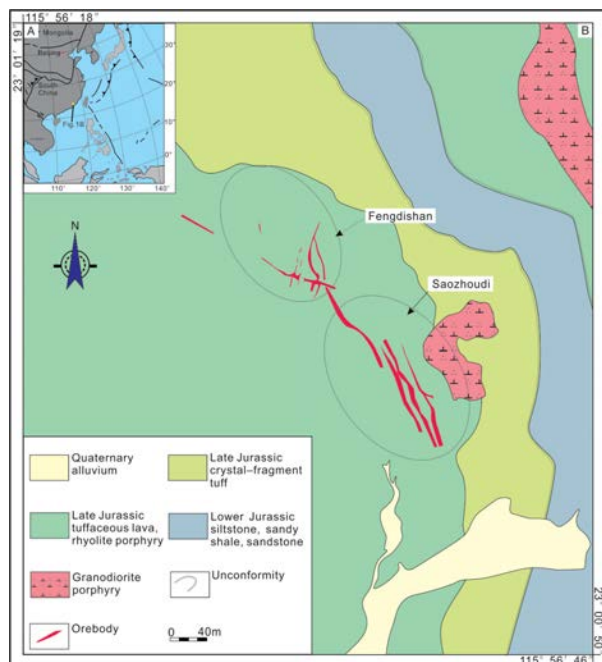 115° 56′ 18″
23° 01′ 19″
A
B
Mongolia
Beijing
South
China
Fig.1B
30°
20°
10°
0°
110°
120°
130°
140°
Fengdishan
N
Saozhoudi
Quaternary
alluvium
Late Jurassic
crystal–fragment
tuff
Late Jurassic
tuffaceous lava,
rhyolite porphyry
Lower Jurassic
siltstone, sandy
shale, sandstone
Granodiorite
porphyry
Unconformity
Orebody
0 40m
23° 00′ 50″
115° 56′ 46″